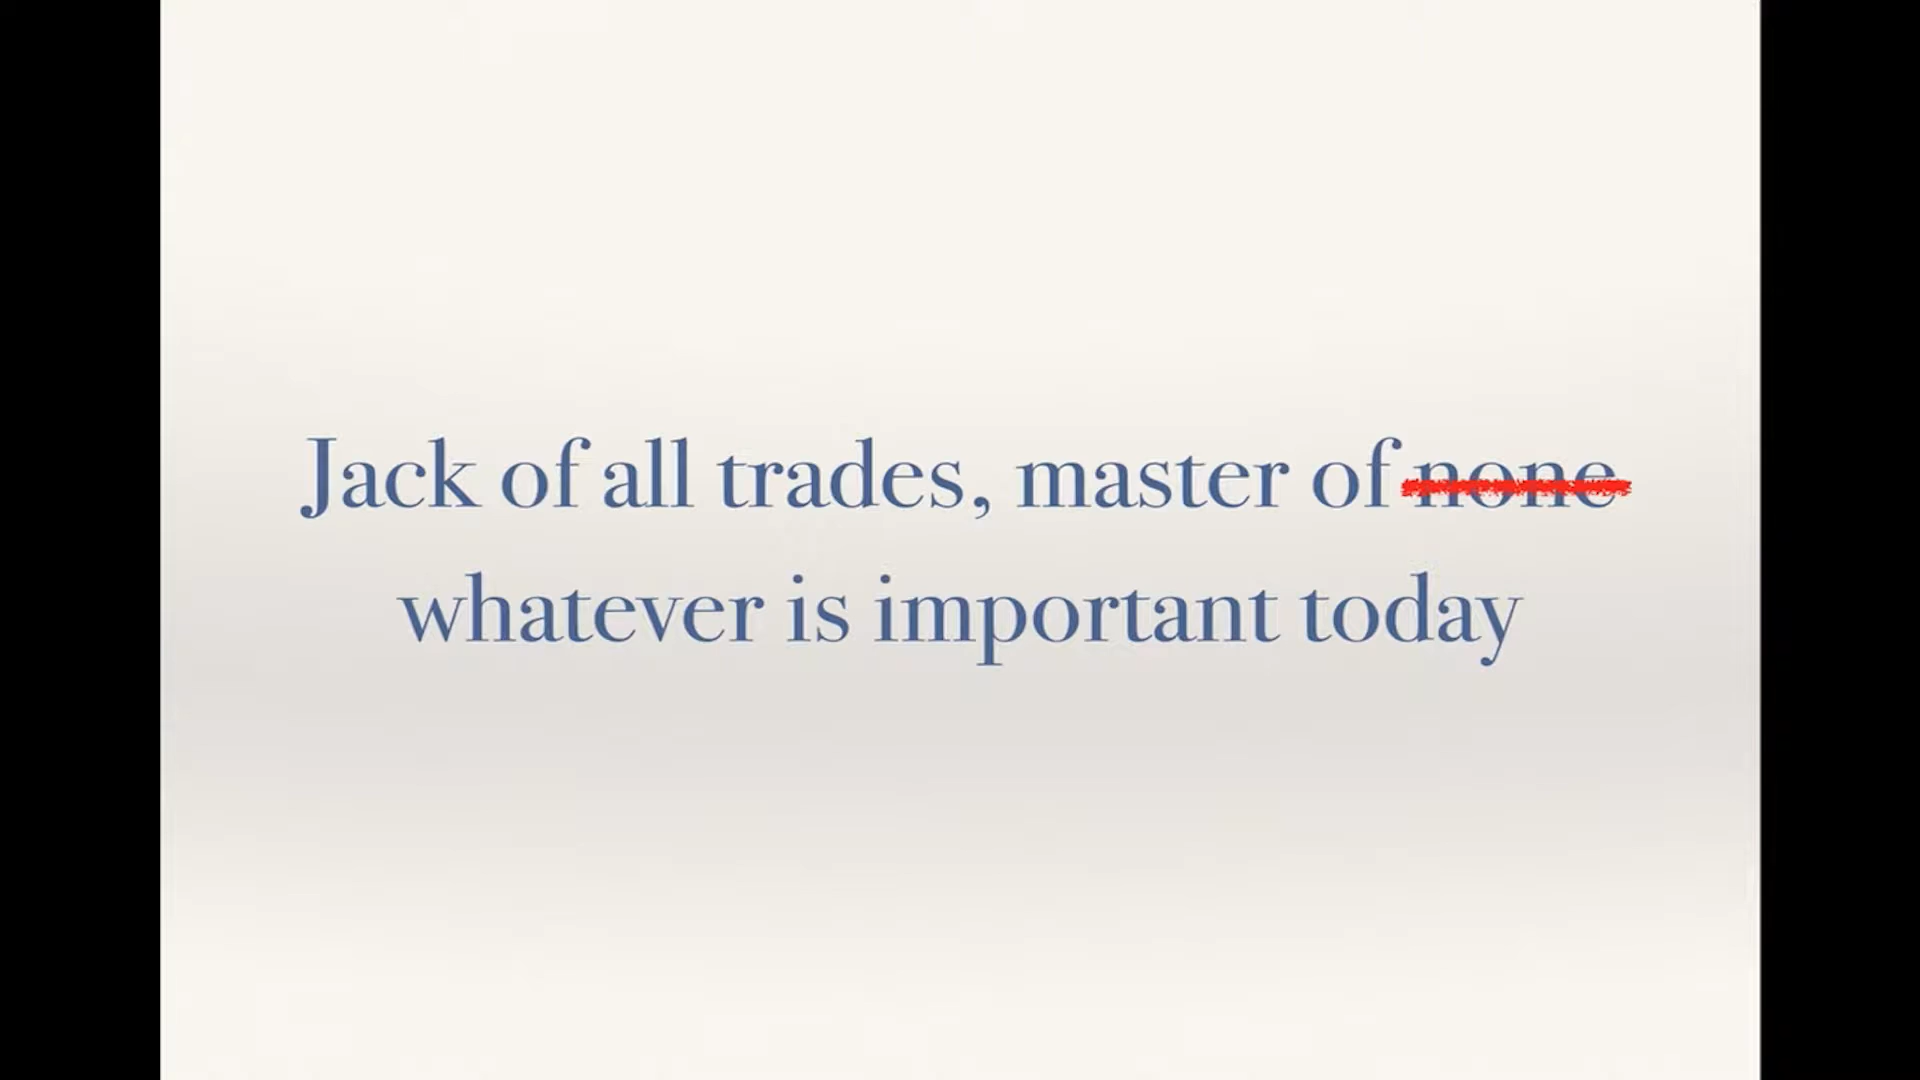 Jack of all trades, master of none
whatever is important today